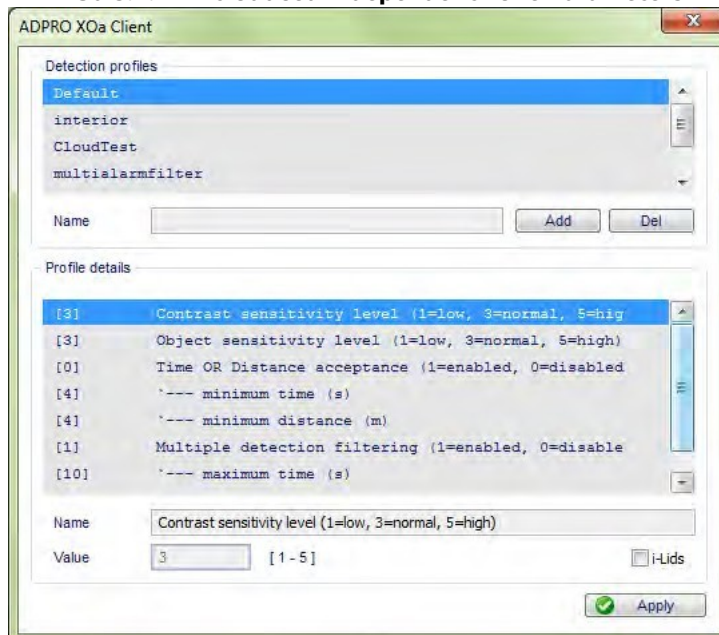 ADPRO XOa Client
Detection profiles
Default
interior
CloudTest
multialarmfilter
Name
Add
Del
Profile details
[3] Contrast sensitivity level (1=low, 3=normal, 5=hig
[3] Object sensitivity level (1=low, 3=normal, 5=high)
[0] Time OR Distance acceptance (1=enabled, 0=disabled
[4] `--- minimum time (s)
[4] `--- minimum distance (m)
[1] Multiple detection filtering (1=enabled, 0=disable
[10] `--- maximum time (s)
Name Contrast sensitivity level (1=low, 3=normal, 5=high)
Value 3 [1 - 5] i-Lids
Apply